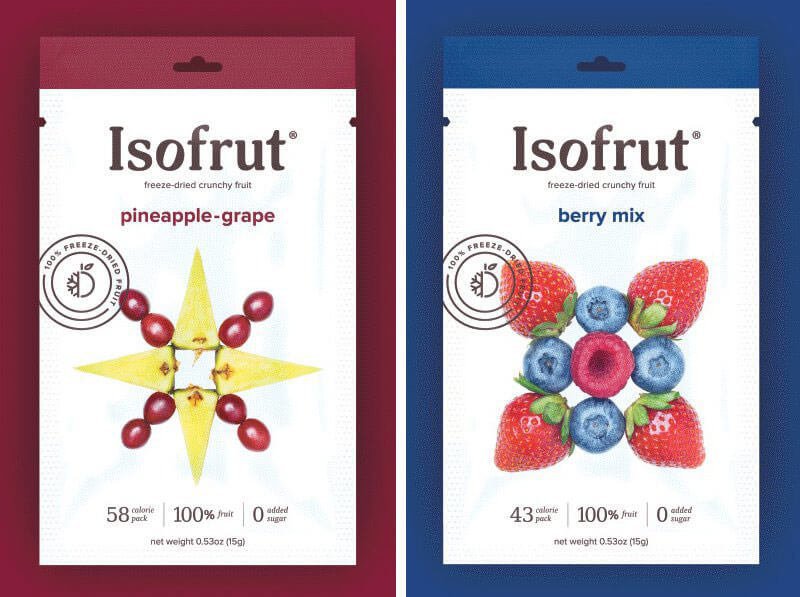 Isofrut®
freeze-dried crunchy fruit
pineapple-grape
100% FREEZE-DRIED FRUIT
58 calorie pack
100% fruit
0 added sugar
net weight 0.53oz (15g)
Isofrut®
freeze-dried crunchy fruit
berry mix
100% FREEZE-DRIED FRUIT
43 calorie pack
100% fruit
0 added sugar
net weight 0.53oz (15g)